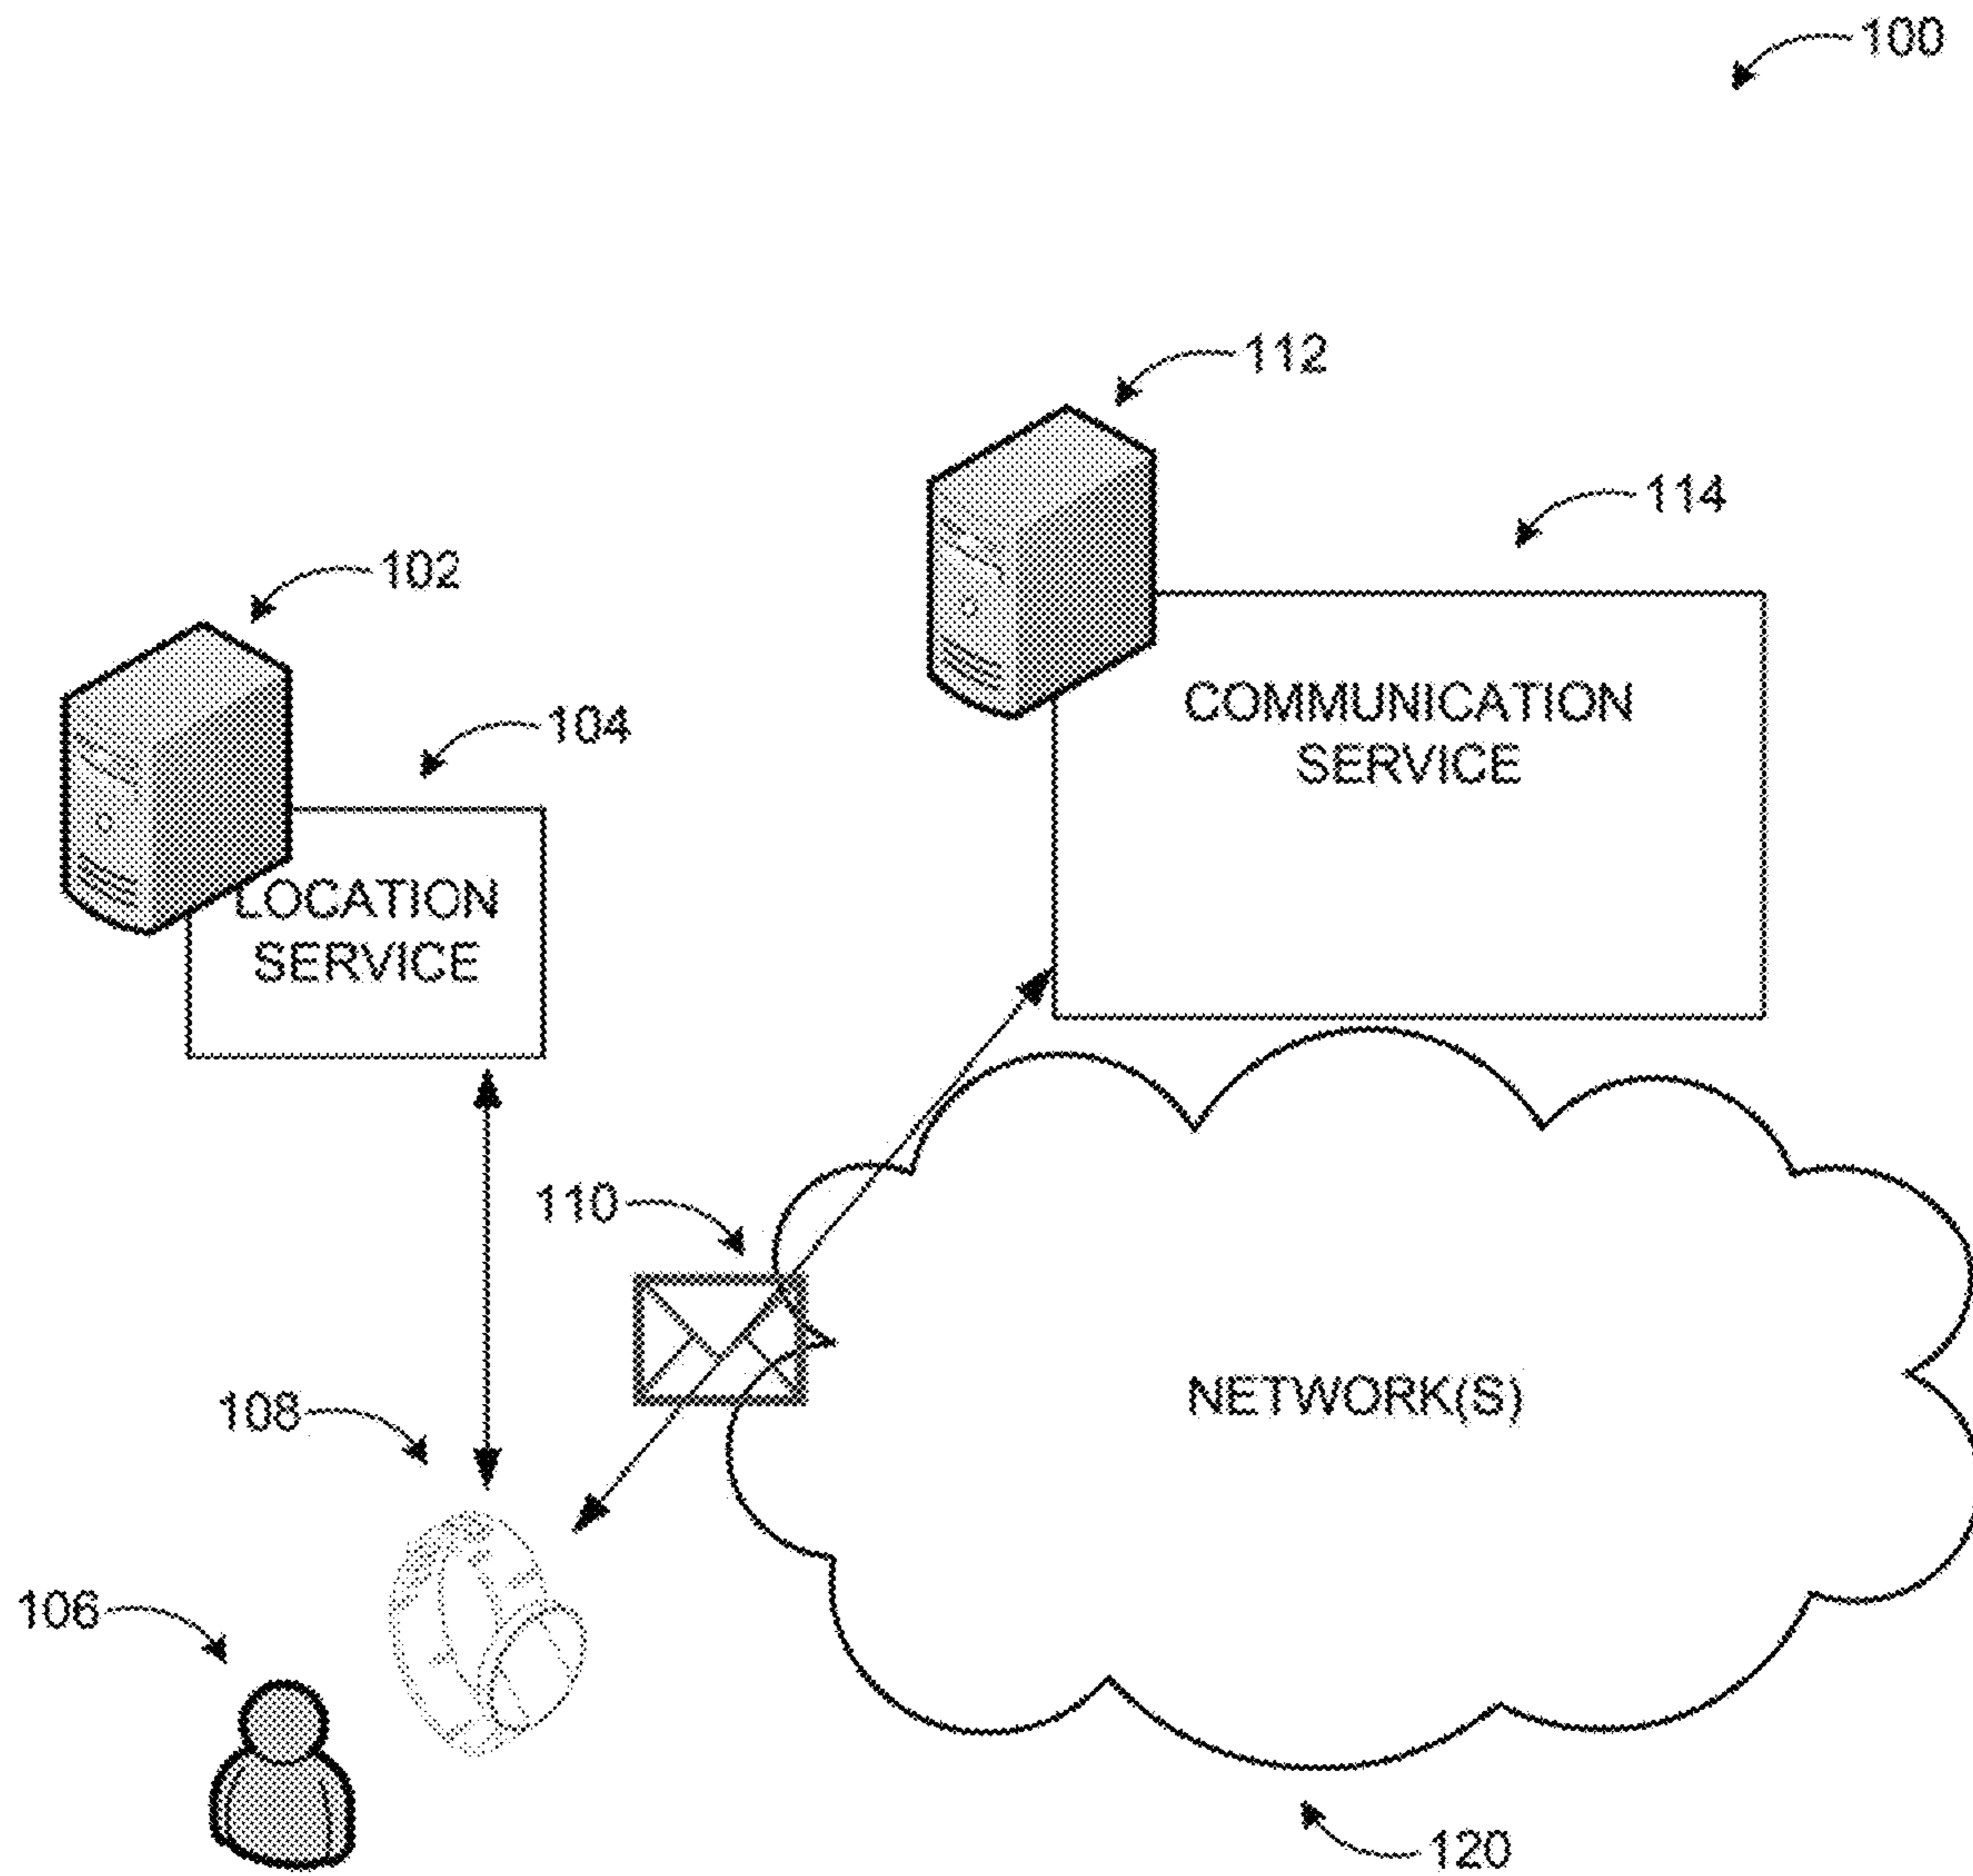 100
112
114
102
104
COMMUNICATION
SERVICE
LOCATION
SERVICE
110
NETWORK(S)
108
106
120